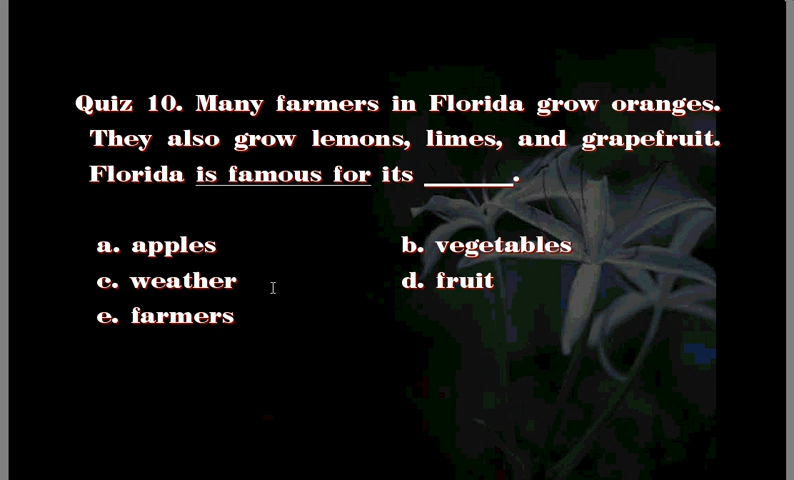 Quiz 10. Many farmers in Florida grow oranges.
They also grow lemons, limes, and grapefruit.
Florida is famous for its ______.
a. apples b. vegetables
c. weather d. fruit
e. farmers